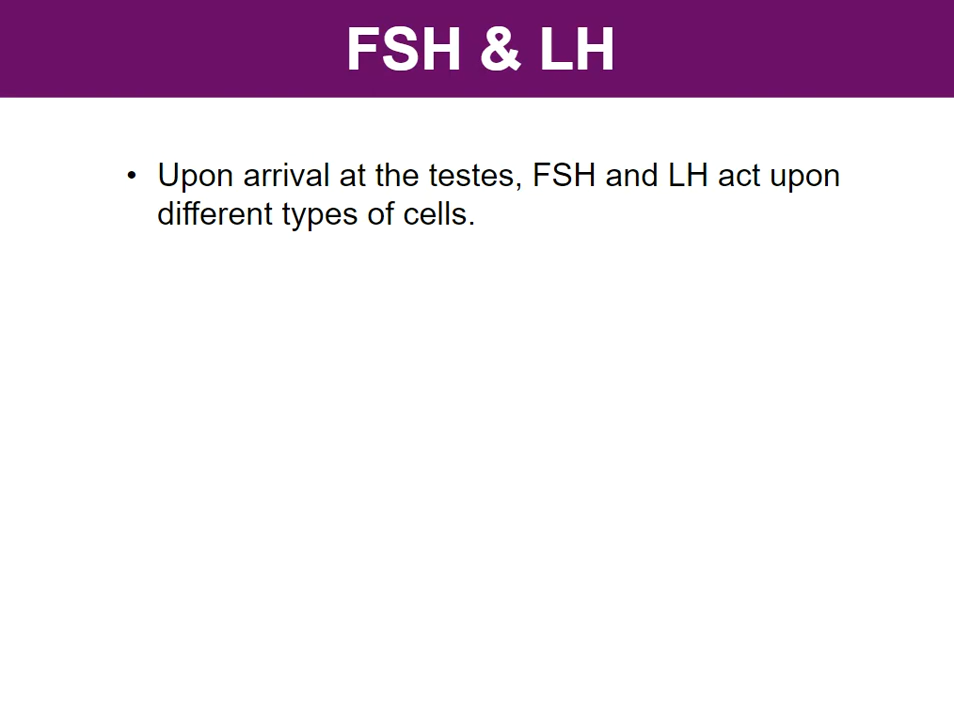 FSH & LH
• Upon arrival at the testes, FSH and LH act upon
different types of cells.